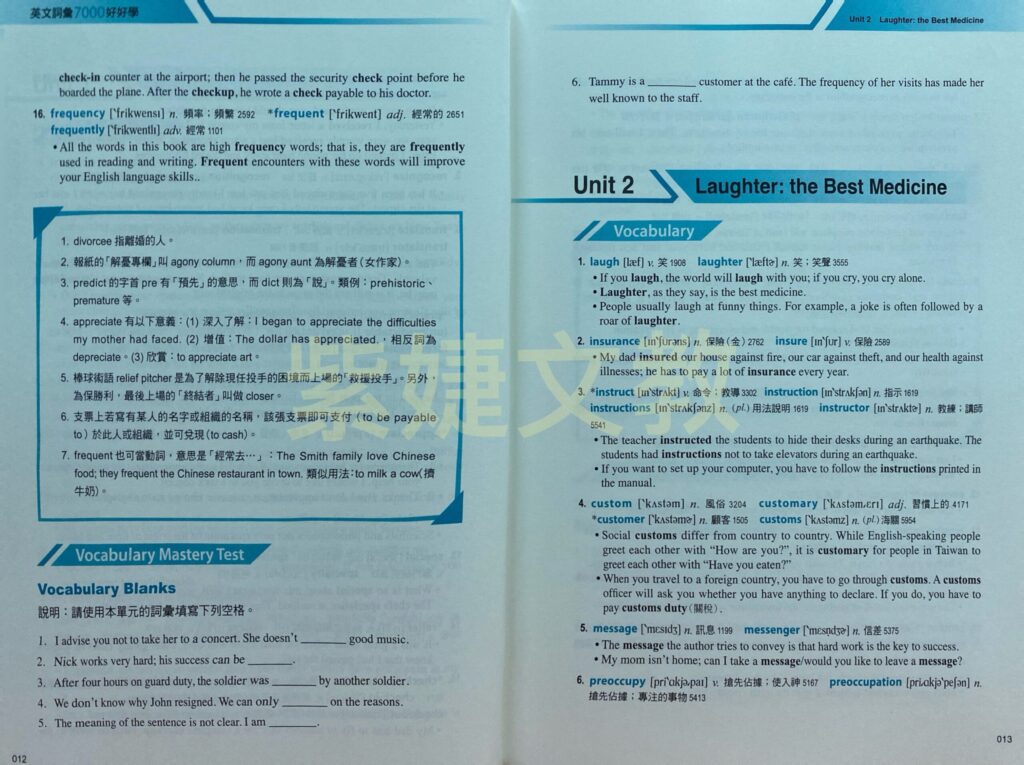 英文詞彙7000好好學
check-in counter at the airport; then he passed the security check point before he
boarded the plane. After the checkup, he wrote a check payable to his doctor.
16. frequency [ˋfrikwənsɪ] n. 頻率；頻繁 2592 *frequent [ˋfrikwənt] adj. 經常的 2651
frequently [ˋfrikwəntlɪ] adv. 經常 1101
• All the words in this book are high frequency words; that is, they are frequently
used in reading and writing. Frequent encounters with these words will improve
your English language skills..
1. divorcee 指離婚的人。
2. 報紙的「解憂專欄」叫 agony column，而 agony aunt 為解憂者（女作家）。
3. predict 的字首 pre 有「預先」的意思，而 dict 則為「說」。類例：prehistoric、
premature 等。
4. appreciate 有以下意義：(1) 深入了解：I began to appreciate the difficulties
my mother had faced. (2) 增值：The dollar has appreciated.，相反詞為
depreciate。(3) 欣賞：to appreciate art.
5. 棒球術語 relief pitcher 是為了解除現任投手的困境而上場的「救援投手」。另外，
為保勝利，最後上場的「終結者」叫做 closer。
6. 支票上若寫有某人的名字或組織的名稱，該張支票即可支付（to be payable
to）於此人或組織，並可兌現（to cash）。
7. frequent 也可當動詞，意思是「經常去…」：The Smith family love Chinese
food; they frequent the Chinese restaurant in town. 類似用法：to milk a cow(擠
牛奶)。
Vocabulary Mastery Test
Vocabulary Blanks
說明：請使用本單元的詞彙填寫下列空格。
1. I advise you not to take her to a concert. She doesn't ________ good music.
2. Nick works very hard; his success can be ________.
3. After four hours on guard duty, the soldier was ________ by another soldier.
4. We don't know why John resigned. We can only ________ on the reasons.
5. The meaning of the sentence is not clear. I am ________.
012
Unit 2 Laughter: the Best Medicine
6. Tammy is a ________ customer at the café. The frequency of her visits has made her
well known to the staff.
Unit 2 Laughter: the Best Medicine
Vocabulary
1. laugh [læf] v. 笑 1908 laughter [ˋlæftɚ] n. 笑；笑聲 3555
• If you laugh, the world will laugh with you; if you cry, you cry alone.
• Laughter, as they say, is the best medicine.
• People usually laugh at funny things. For example, a joke is often followed by a
roar of laughter.
2. insurance [ɪnˋʃurəns] n. 保險（金）2762 insure [ɪnˋʃur] v. 保險 2589
• My dad insured our house against fire, our car against theft, and our health against
illnesses; he has to pay a lot of insurance every year.
3. *instruct [ɪnˋstrʌkt] v. 命令；教導 3302 instruction [ɪnˋstrʌkʃən] n. 指示 1619
instructions [ɪnˋstrʌkʃənz] n. (pl.) 用法說明 1619 instructor [ɪnˋstrʌktɚ] n. 教練；講師
5541
• The teacher instructed the students to hide their desks during an earthquake. The
students had instructions not to take elevators during an earthquake.
• If you want to set up your computer, you have to follow the instructions printed in
the manual.
4. custom [ˋkʌstəm] n. 風俗 3204 customary [ˋkʌstəmˏɛrɪ] adj. 習慣上的 4171
*customer [ˋkʌstəmɚ] n. 顧客 1505 customs [ˋkʌstəmz] n. (pl.) 海關 5954
• Social customs differ from country to country. While English-speaking people
greet each other with “How are you?”, it is customary for people in Taiwan to
greet each other with “Have you eaten?”
• When you travel to a foreign country, you have to go through customs. A customs
officer will ask you whether you have anything to declare. If you do, you have to
pay customs duty（關稅）.
5. message [ˋmɛsɪdʒ] n. 訊息 1199 messenger [ˋmɛsṇdʒɚ] n. 信差 5375
• The message the author tries to convey is that hard work is the key to success.
• My mom isn't home; can I take a message/would you like to leave a message?
6. preoccupy [priˋɑkjəˏpaɪ] v. 搶先佔據；使入神 5167 preoccupation [priˏɑkjəˋpeʃən] n.
搶先佔據；專注的事物 5413
013
紫婕文教